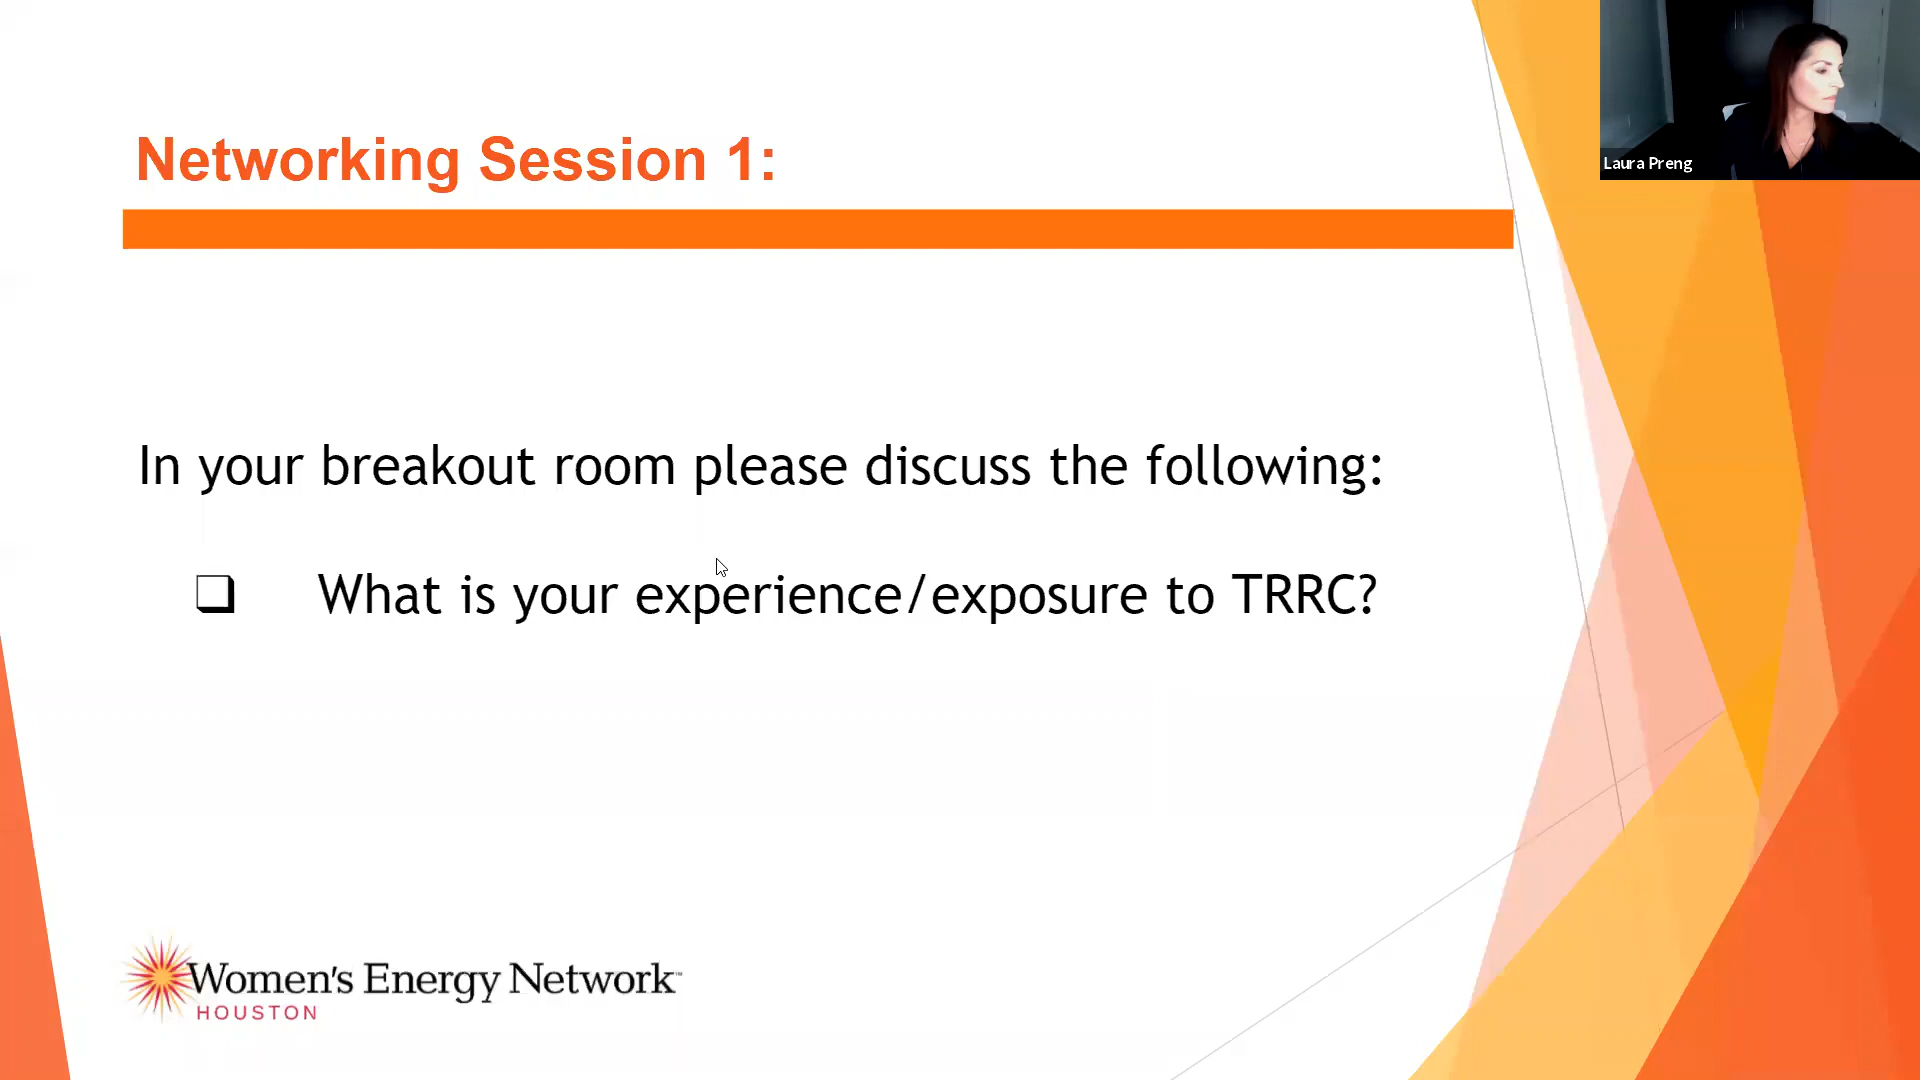 Laura Preng
Networking Session 1:
In your breakout room please discuss the following:
❑ What is your experience/exposure to TRRC?
Women's Energy Network™
HOUSTON